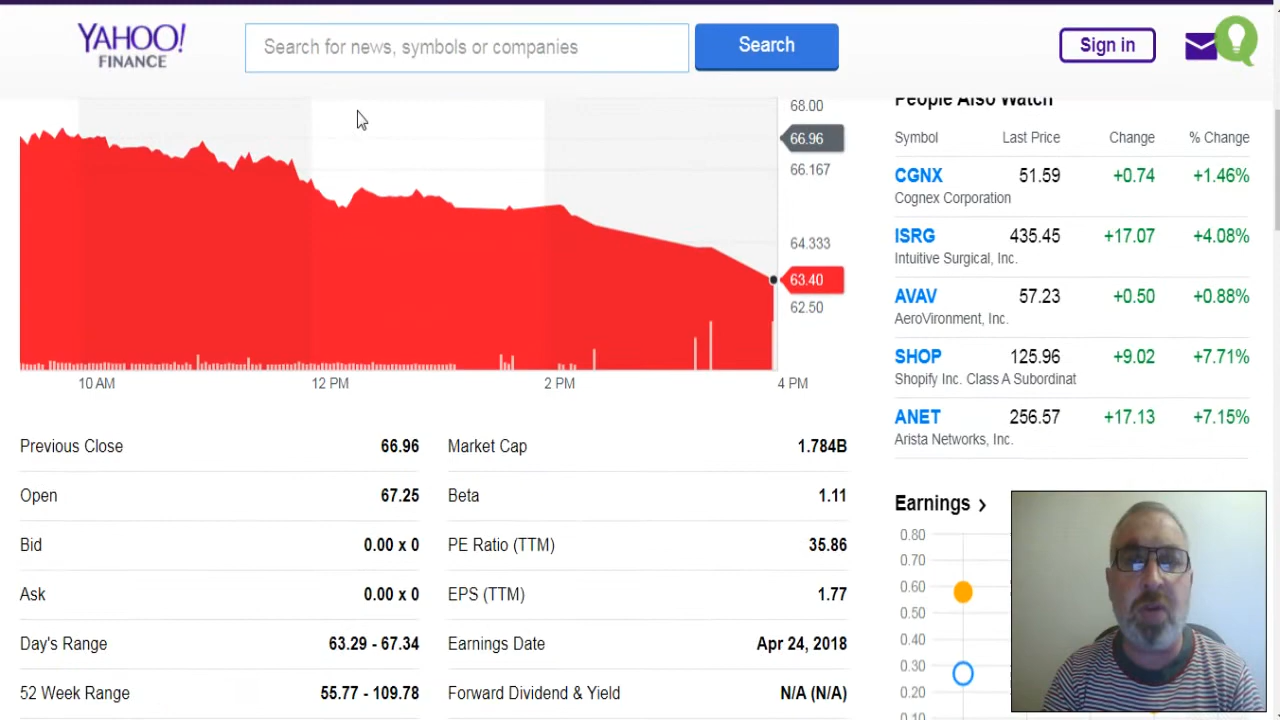 YAHOO!
FINANCE
Search for news, symbols or companies
Search
Sign in
68.00
66.96
66.167
64.333
63.40
62.50
10 AM
12 PM
2 PM
4 PM
Previous Close 66.96
Open 67.25
Bid 0.00 x 0
Ask 0.00 x 0
Day's Range 63.29 - 67.34
52 Week Range 55.77 - 109.78
Market Cap 1.784B
Beta 1.11
PE Ratio (TTM) 35.86
EPS (TTM) 1.77
Earnings Date Apr 24, 2018
Forward Dividend & Yield N/A (N/A)
People Also Watch
Symbol Last Price Change % Change
CGNX 51.59 +0.74 +1.46%
Cognex Corporation
ISRG 435.45 +17.07 +4.08%
Intuitive Surgical, Inc.
AVAV 57.23 +0.50 +0.88%
AeroVironment, Inc.
SHOP 125.96 +9.02 +7.71%
Shopify Inc. Class A Subordinat
ANET 256.57 +17.13 +7.15%
Arista Networks, Inc.
Earnings
0.80
0.70
0.60
0.50
0.40
0.30
0.20
0.10